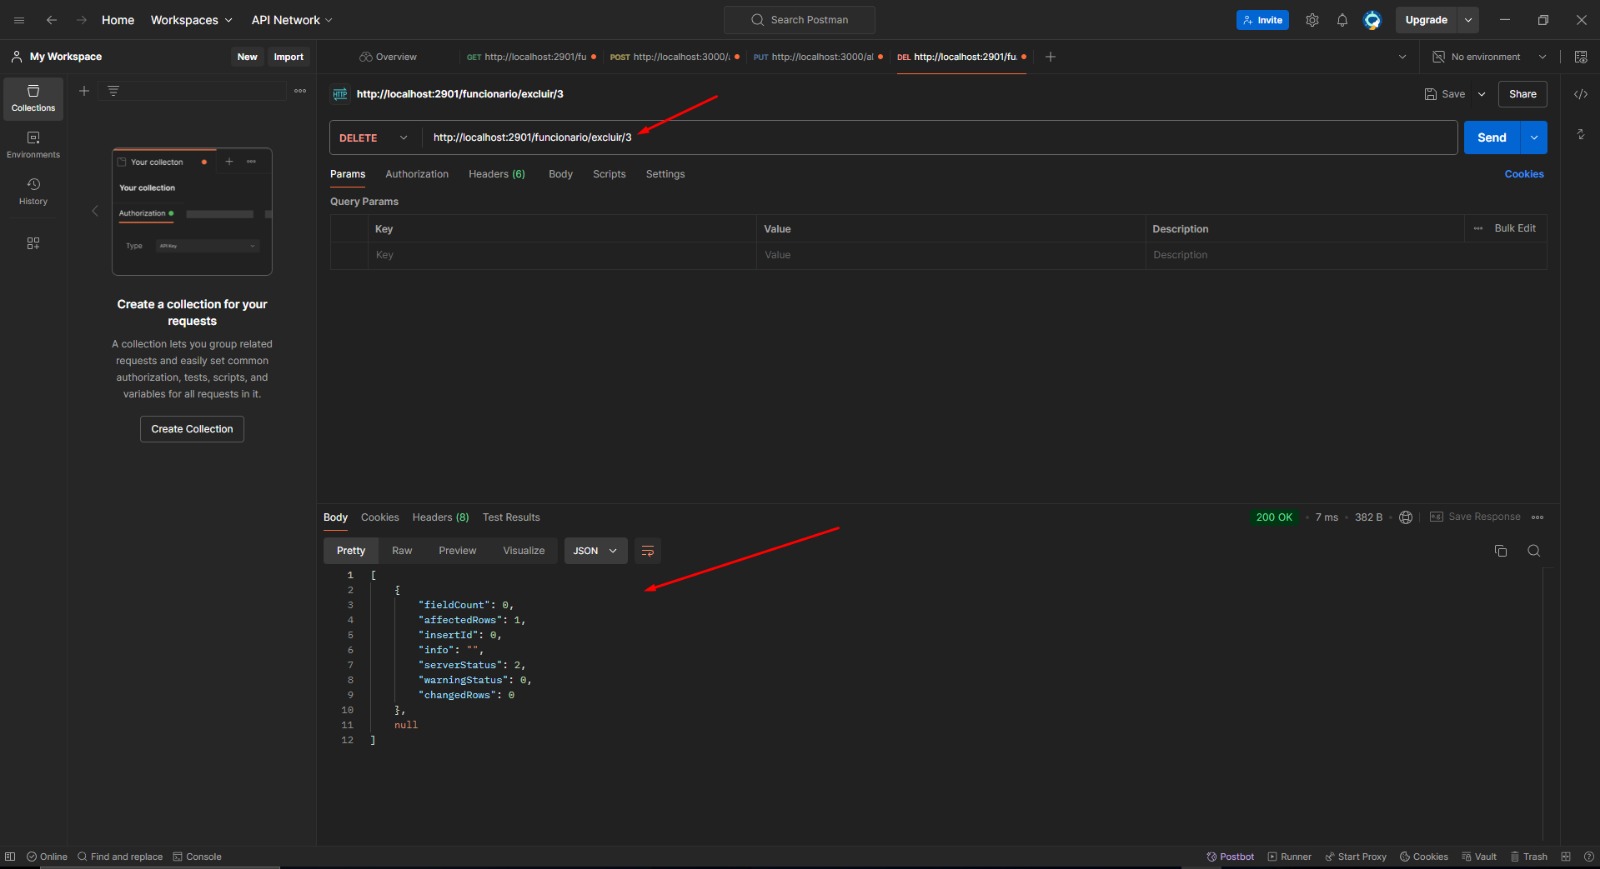 Home Workspaces API Network Search Postman Invite Upgrade
My Workspace New Import Overview GET http://localhost:2901/fu POST http://localhost:3000/. PUT http://localhost:3000/al DEL http://localhost:2901/fu. No environment
Collections
Environments
History
Your collecton
Your collection
Authorization
Type API Key
Create a collection for your
requests
A collection lets you group related
requests and easily set common
authorization, tests, scripts, and
variables for all requests in it.
Create Collection
HTTP http://localhost:2901/funcionario/excluir/3 Save Share
DELETE http://localhost:2901/funcionario/excluir/3 Send
Params Authorization Headers (6) Body Scripts Settings Cookies
Query Params
Key Value Description Bulk Edit
Key Value Description
Body Cookies Headers (8) Test Results 200 OK 7 ms 382 B Save Response
Pretty Raw Preview Visualize JSON
1 [
2 {
3 "fieldCount": 0,
4 "affectedRows": 1,
5 "insertId": 0,
6 "info": "",
7 "serverStatus": 2,
8 "warningStatus": 0,
9 "changedRows": 0
10 },
11 null
12 ]
Online Find and replace Console Postbot Runner Start Proxy Cookies Vault Trash